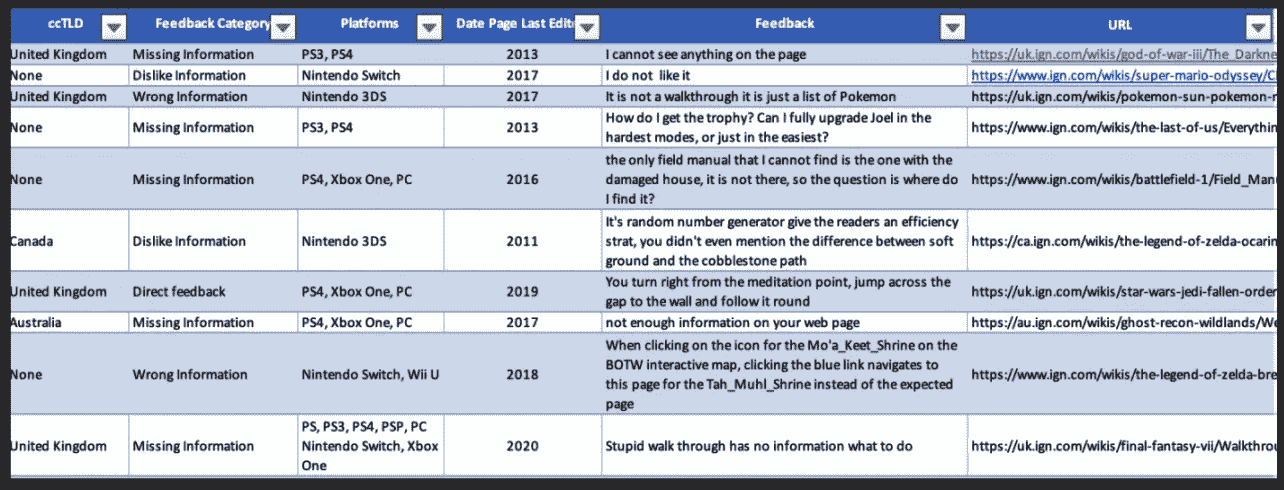 ccTLD Feedback Category Platforms Date Page Last Edit Feedback URL
United Kingdom Missing Information PS3, PS4 2013 I cannot see anything on the page https://uk.ign.com/wikis/god-of-war-iii/The_Darkne
None Dislike Information Nintendo Switch 2017 I do not like it https://www.ign.com/wikis/super-mario-odyssey/C
United Kingdom Wrong Information Nintendo 3DS 2017 It is not a walkthrough it is just a list of Pokemon https://uk.ign.com/wikis/pokemon-sun-pokemon-
None Missing Information PS3, PS4 2013 How do I get the trophy? Can I fully upgrade Joel in the
hardest modes, or just in the easiest? https://www.ign.com/wikis/the-last-of-us/Everythin
None Missing Information PS4, Xbox One, PC 2016 the only field manual that I cannot find is the one with the
damaged house, it is not there, so the question is where do
I find it? https://www.ign.com/wikis/battlefield-1/Field_Man
Canada Dislike Information Nintendo 3DS 2011 It's random number generator give the readers an efficiency
strat, you didn't even mention the difference between soft
ground and the cobblestone path https://ca.ign.com/wikis/the-legend-of-zelda-ocarin
United Kingdom Direct feedback PS4, Xbox One, PC 2019 You turn right from the meditation point, jump across the
gap to the wall and follow it round https://uk.ign.com/wikis/star-wars-jedi-fallen-order
Australia Missing Information PS4, Xbox One, PC 2017 not enough information on your web page https://au.ign.com/wikis/ghost-recon-wildlands/We
None Wrong Information Nintendo Switch, Wii U 2018 When clicking on the icon for the Mo'a_Keet_Shrine on the
BOTW interactive map, clicking the blue link navigates to
this page for the Tah_Muhl_Shrine instead of the expected
page https://www.ign.com/wikis/the-legend-of-zelda-bre
United Kingdom Missing Information PS, PS3, PS4, PSP, PC
Nintendo Switch, Xbox
One 2020 Stupid walk through has no information what to do https://uk.ign.com/wikis/final-fantasy-vii/Walkthrou